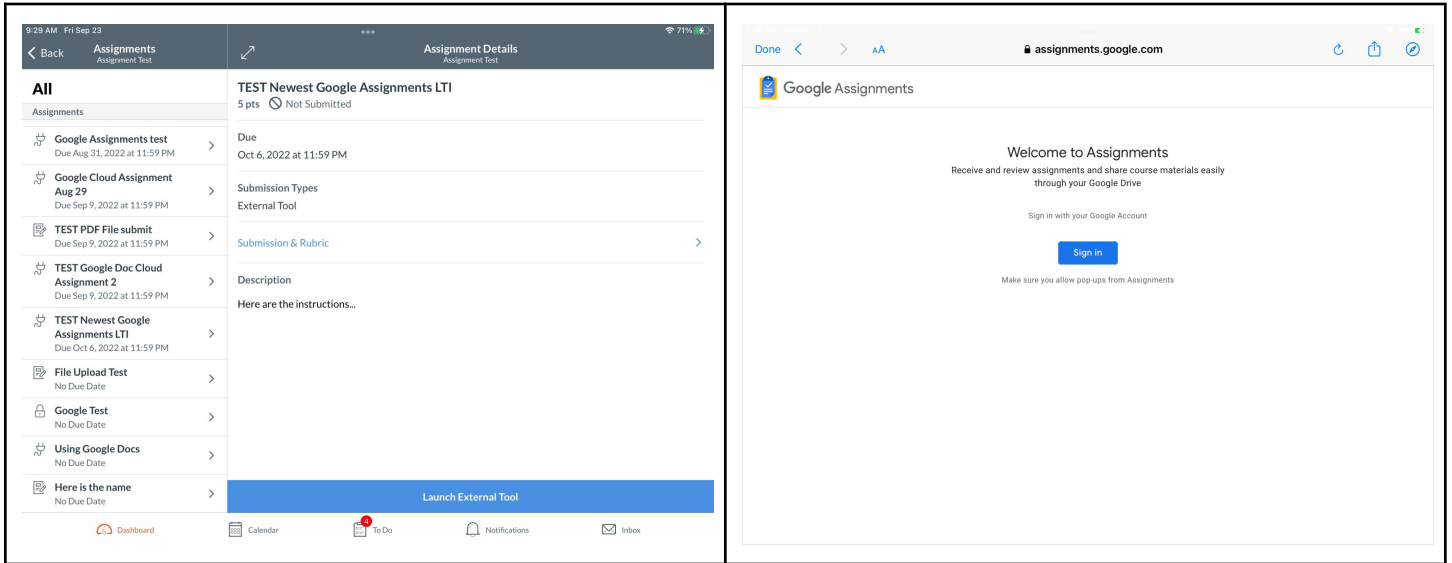 9:29 AM Fri Sep 23
71%
Back
Assignments
Assignment Test
Assignment Details
Assignment Test
All
Assignments
Google Assignments test
Due Aug 31, 2022 at 11:59 PM
Google Cloud Assignment
Aug 29
Due Sep 9, 2022 at 11:59 PM
TEST PDF File submit
Due Sep 9, 2022 at 11:59 PM
TEST Google Doc Cloud
Assignment 2
Due Sep 9, 2022 at 11:59 PM
TEST Newest Google
Assignments LTI
Due Oct 6, 2022 at 11:59 PM
File Upload Test
No Due Date
Google Test
No Due Date
Using Google Docs
No Due Date
Here is the name
No Due Date
TEST Newest Google Assignments LTI
5 pts Not Submitted
Due
Oct 6, 2022 at 11:59 PM
Submission Types
External Tool
Submission & Rubric
Description
Here are the instructions...
Launch External Tool
Dashboard
Calendar
4
To Do
Notifications
Inbox
Done
AA
assignments.google.com
Google Assignments
Welcome to Assignments
Receive and review assignments and share course materials easily
through your Google Drive
Sign in with your Google Account
Sign in
Make sure you allow pop-ups from Assignments